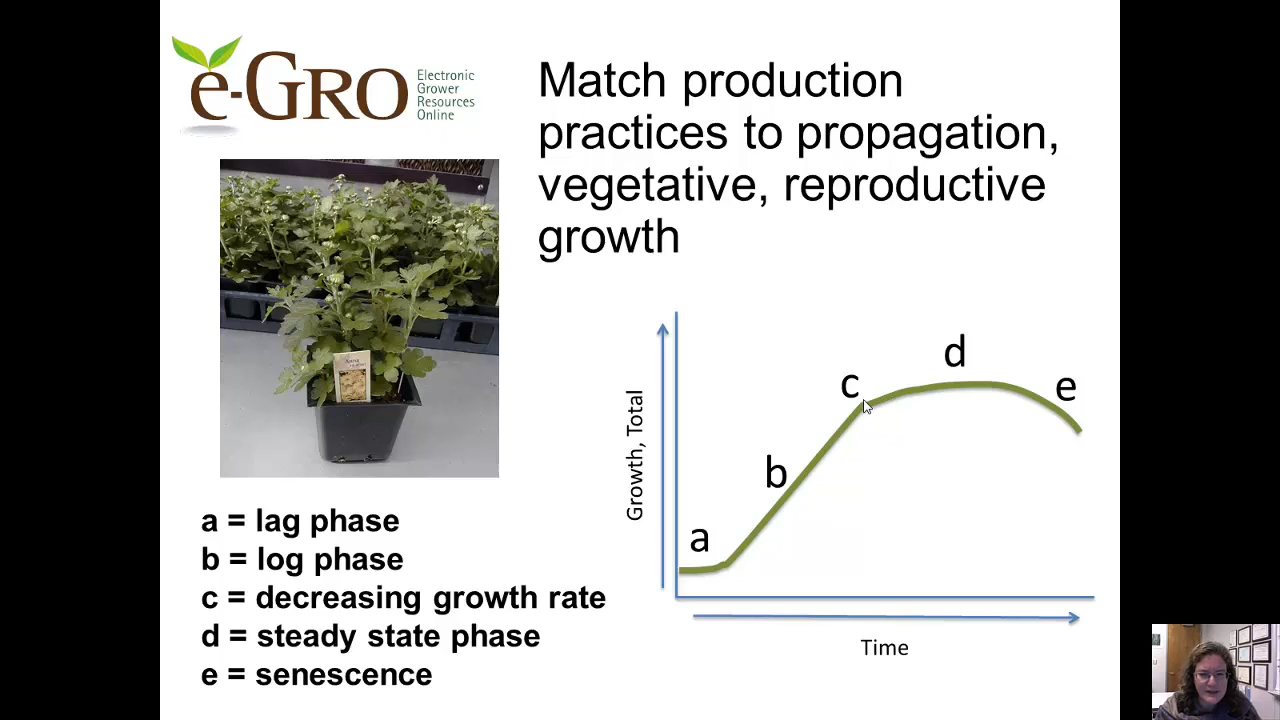 e-GRO
Electronic
Grower
Resources
Online
Match production
practices to propagation,
vegetative, reproductive
growth
a = lag phase
b = log phase
c = decreasing growth rate
d = steady state phase
e = senescence
Growth, Total
a
b
c
d
e
Time